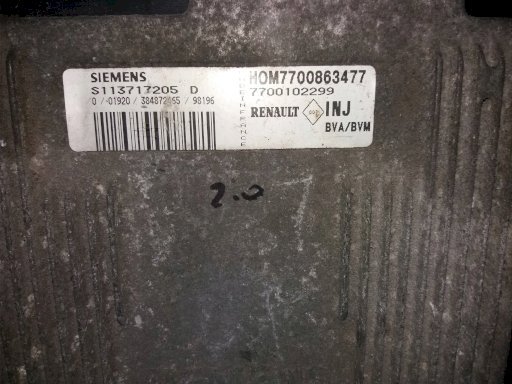 SIEMENS
S113717205 D
HOM7700863477
7700102299
RENAULT INJ
BVA/BVM
2.0